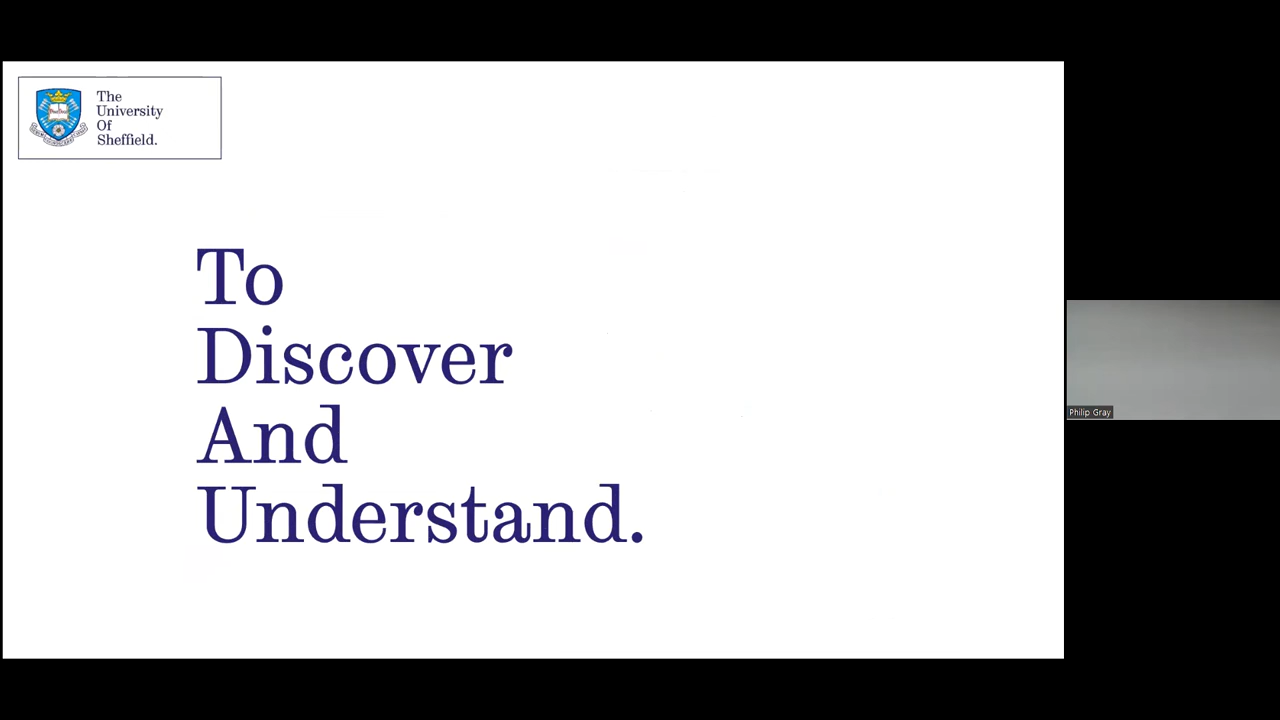 The
University
Of
Sheffield.
To
Discover
And
Understand.
Philip Gray